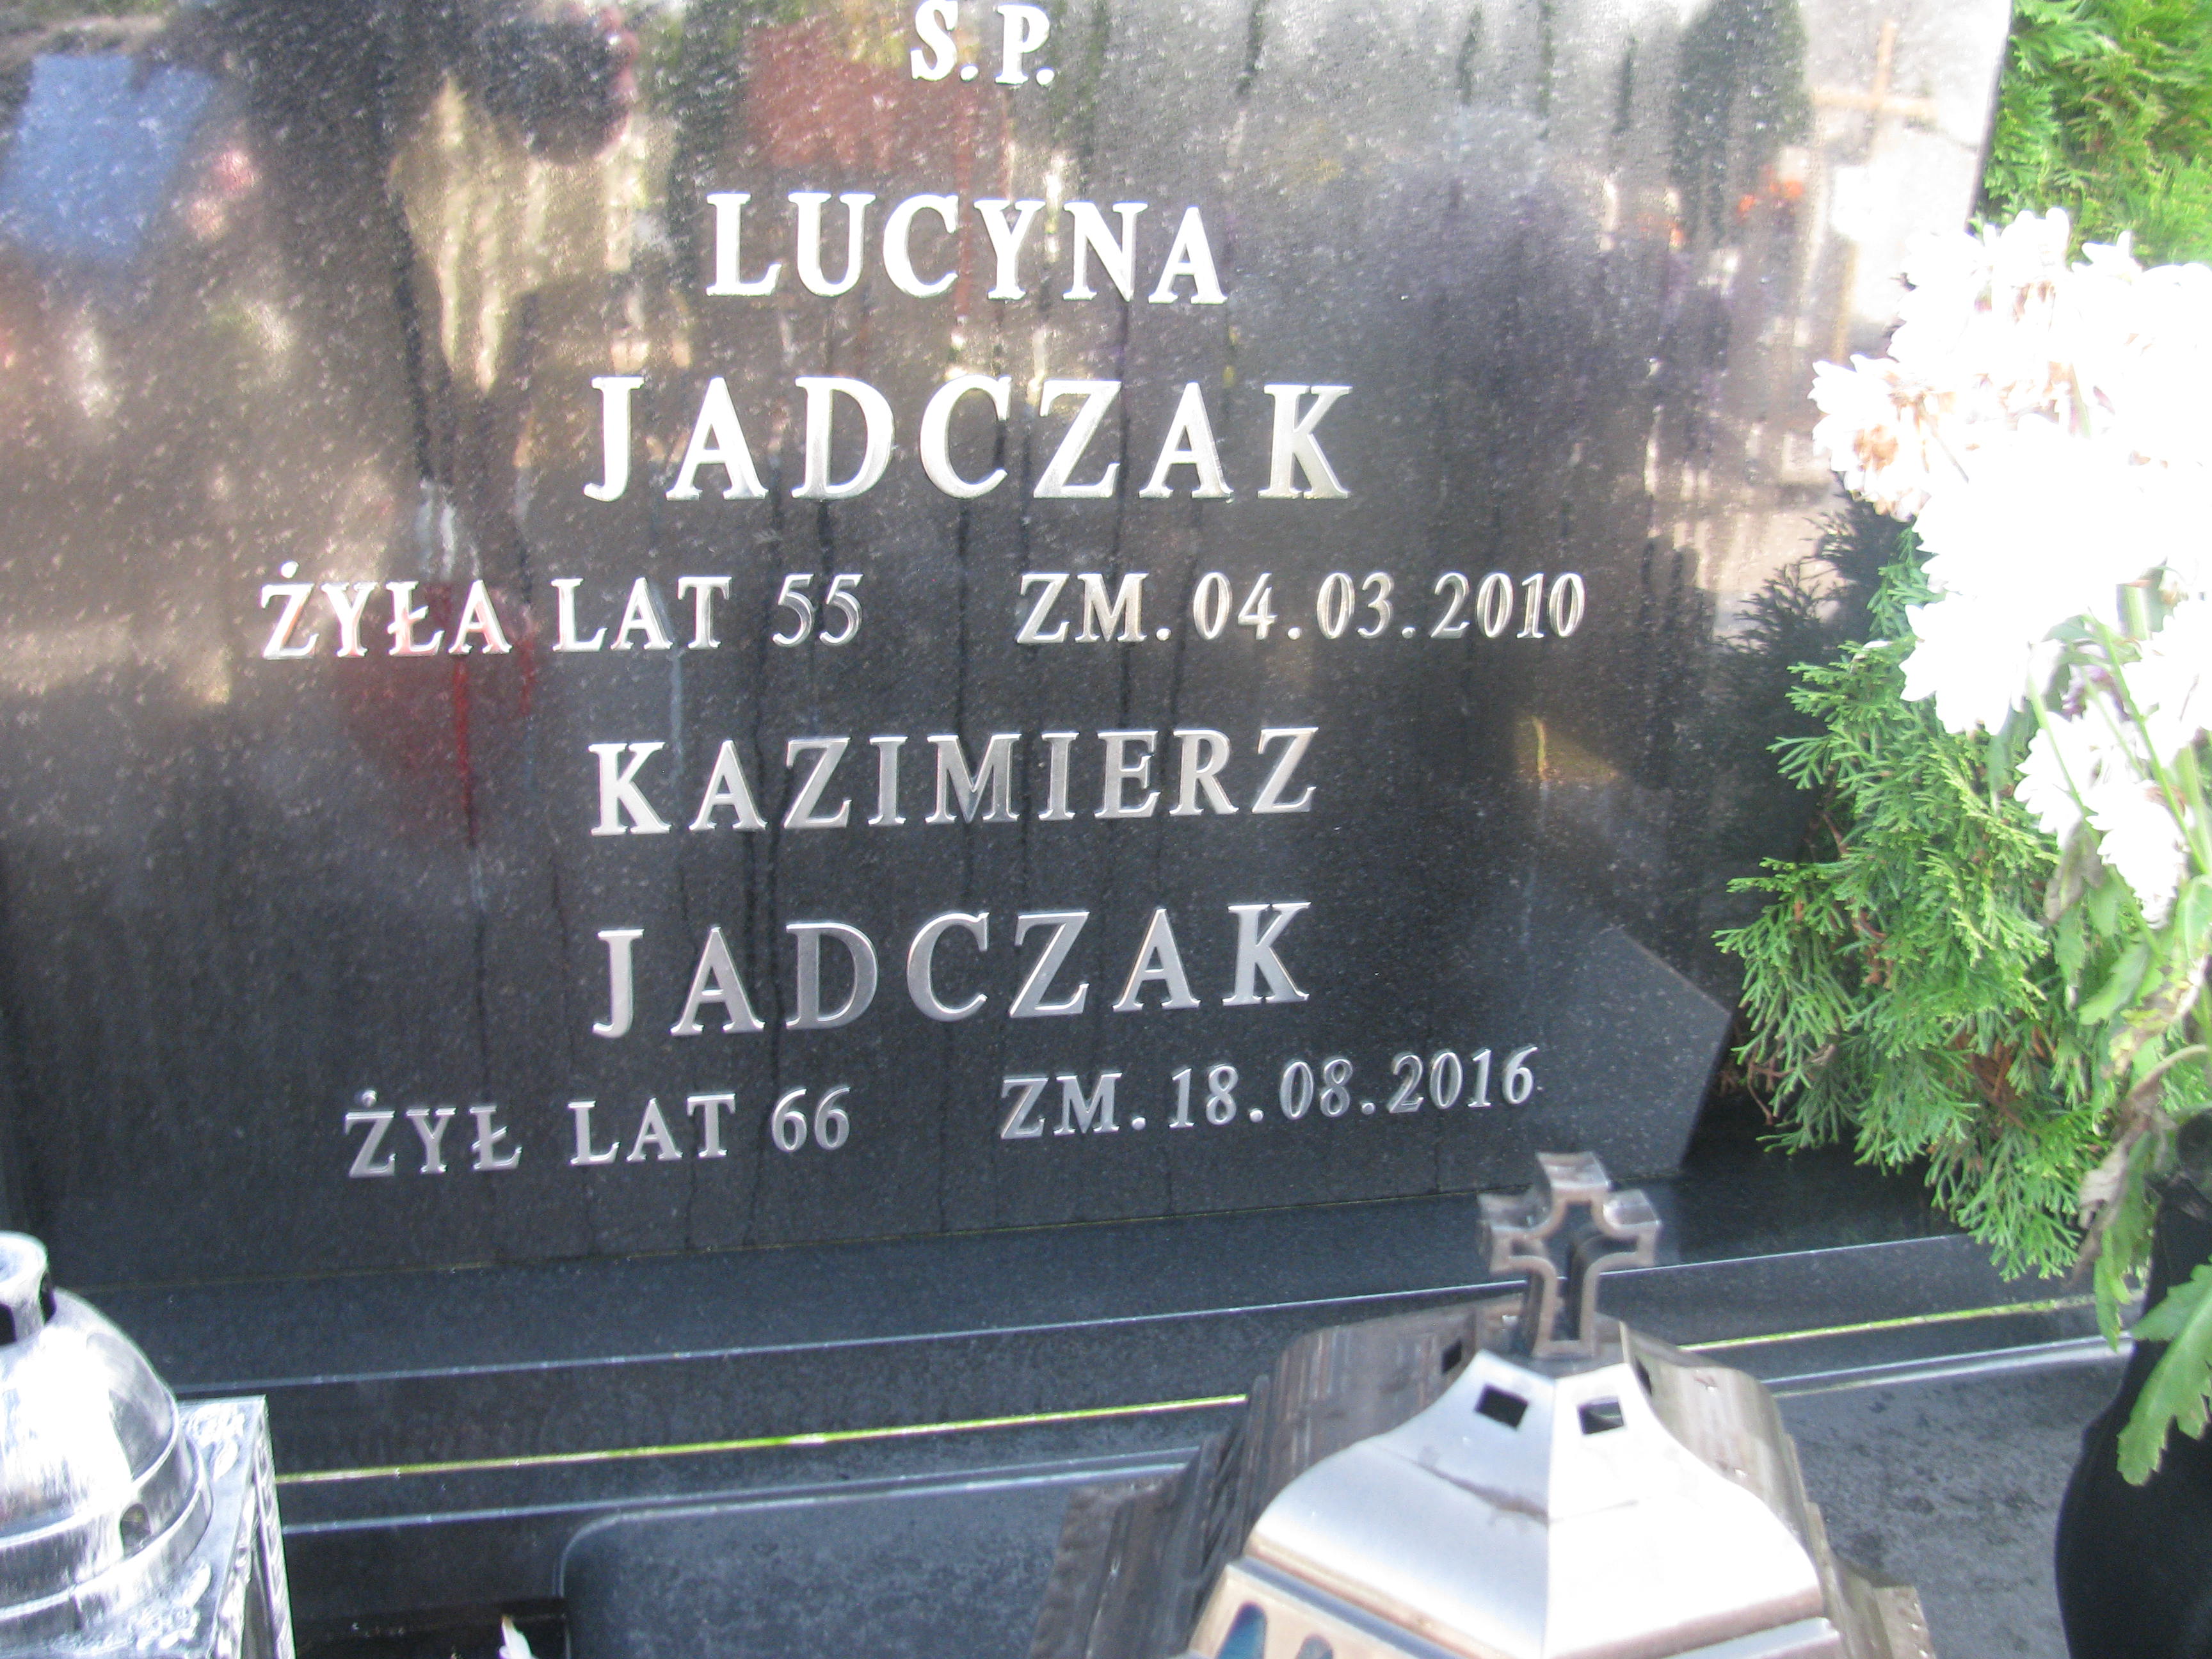 Ś.P.
LUCYNA
JADCZAK
ŻYŁA LAT 55 ZM. 04.03.2010
KAZIMIERZ
JADCZAK
ŻYŁ LAT 66 ZM. 18.08.2016